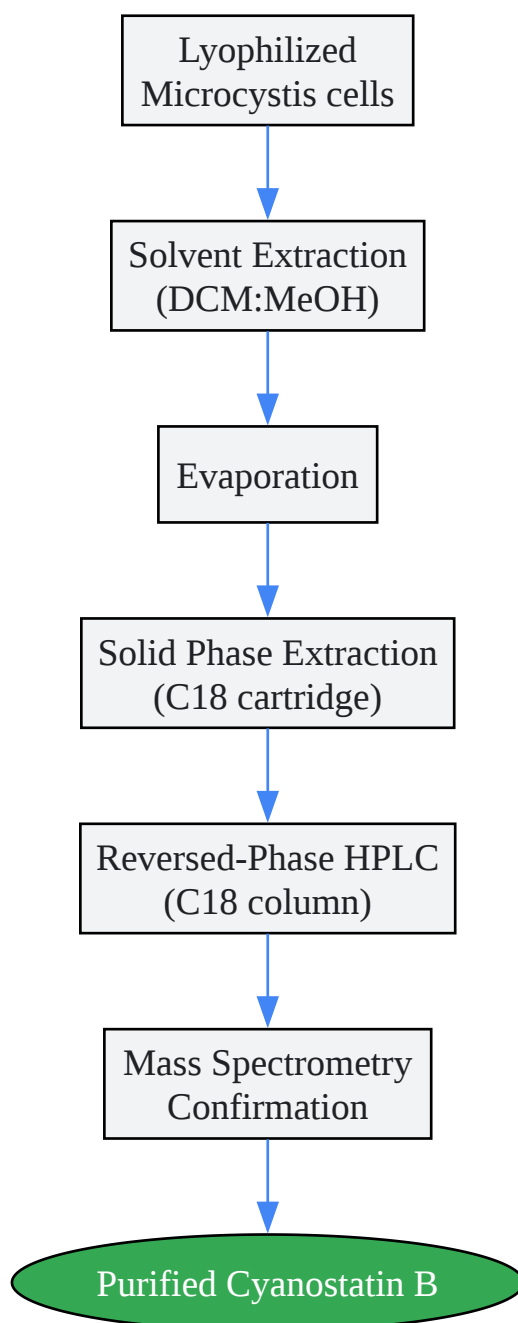 Lyophilized
Microcystis cells
Solvent Extraction
(DCM:MeOH)
Evaporation
Solid Phase Extraction
(C18 cartridge)
Reversed-Phase HPLC
(C18 column)
Mass Spectrometry
Confirmation
Purified Cyanostatin B